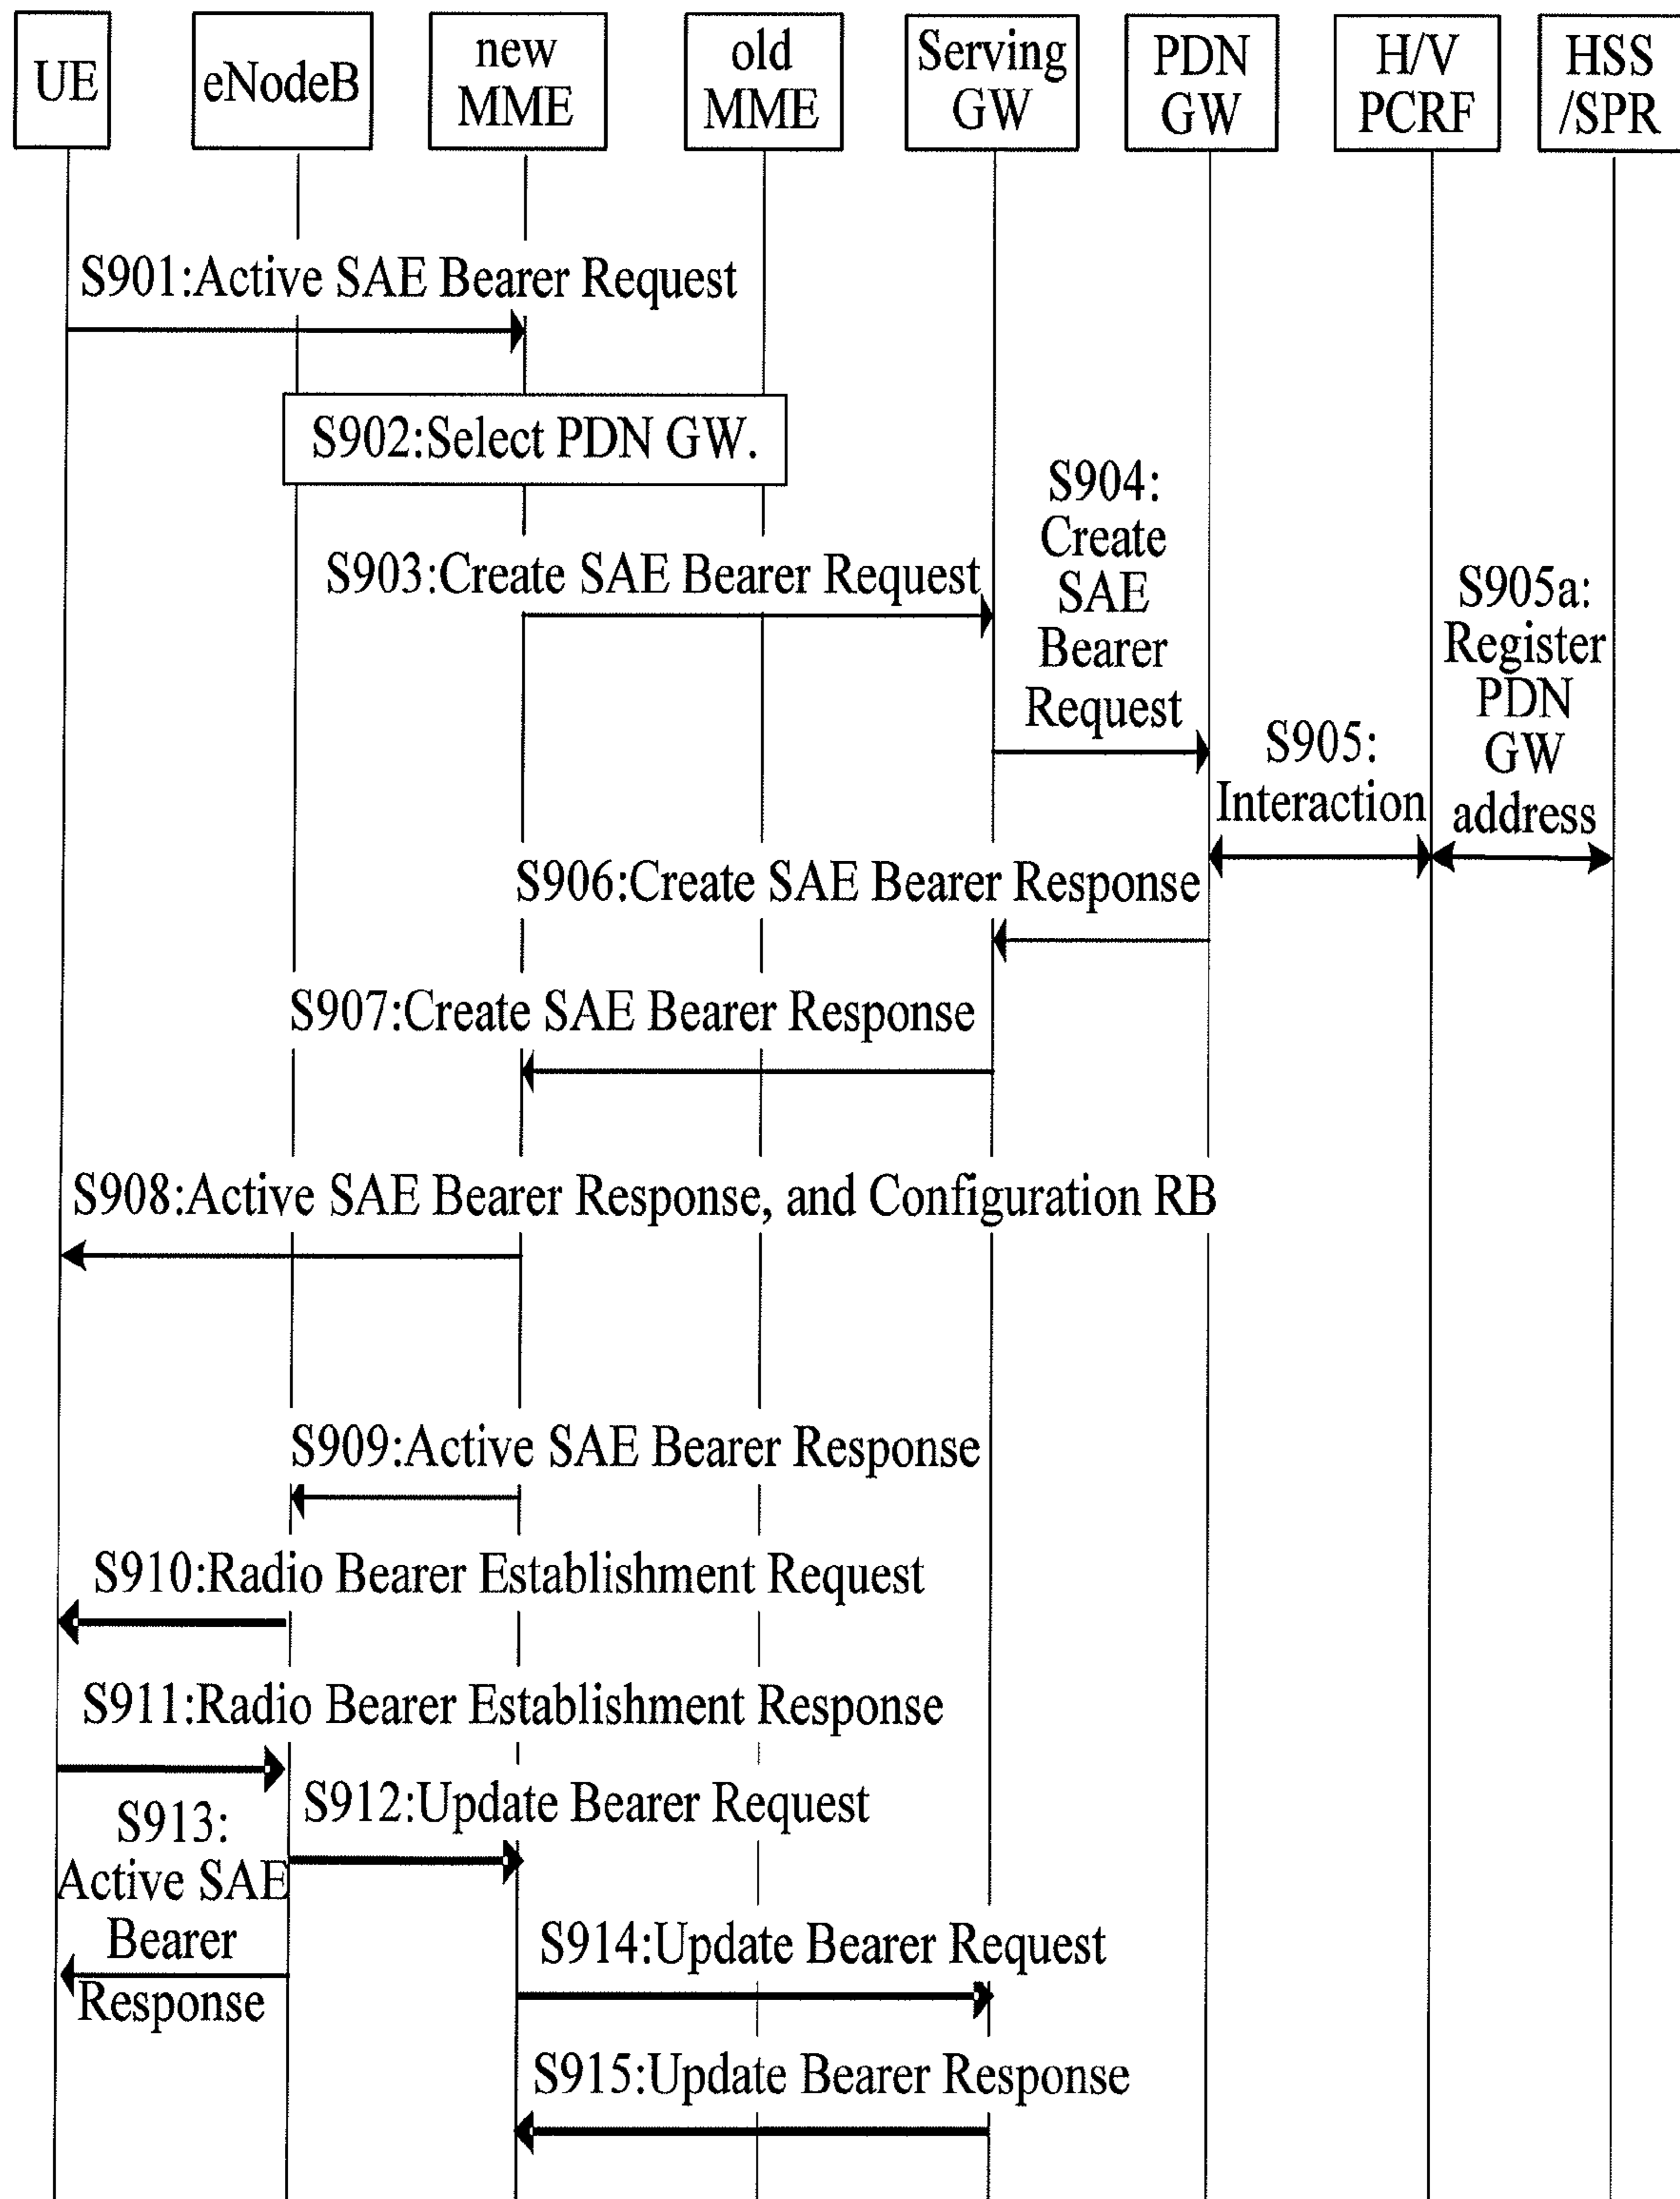 UE
eNodeB
new
MME
old
MME
Serving
GW
PDN
GW
H/V
PCRF
HSS
/SPR
S901:Active SAE Bearer Request
S902:Select PDN GW.
S903:Create SAE Bearer Request
S904:
Create
SAE
Bearer
Request
S905:
Interaction
S905a:
Register
PDN
GW
address
S906:Create SAE Bearer Response
S907:Create SAE Bearer Response
S908:Active SAE Bearer Response, and Configuration RB
S909:Active SAE Bearer Response
S910:Radio Bearer Establishment Request
S911:Radio Bearer Establishment Response
S912:Update Bearer Request
S913:
Active SAE
Bearer
Response
S914:Update Bearer Request
S915:Update Bearer Response